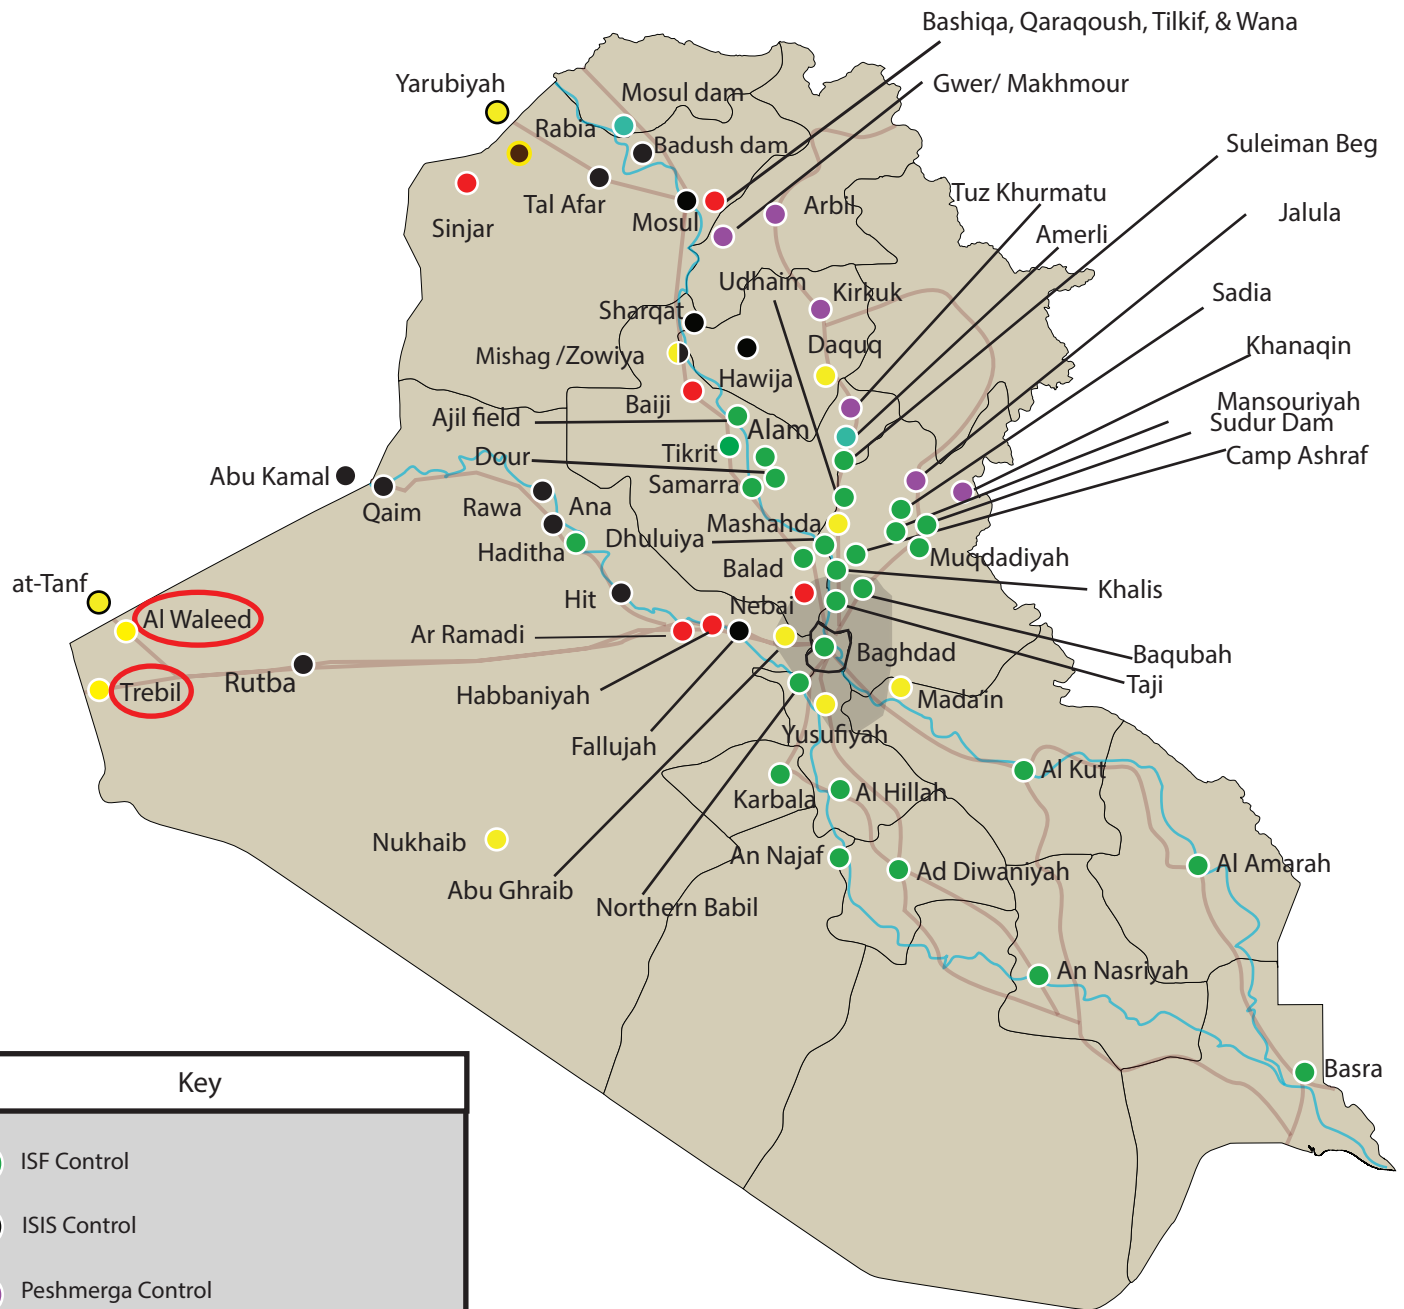 Bashiqa, Qaraqoush, Tilkif, & Wana
Yarubiyah
Mosul dam
Gwer/ Makhmour
Rabia
Badush dam
Suleiman Beg
Tal Afar
Tuz Khurmatu
Sinjar
Mosul
Arbil
Jalula
Amerli
Udhaim
Kirkuk
Sadia
Sharqat
Mishag /Zowiya
Daquq
Khanaqin
Hawija
Baiji
Mansouriyah
Ajil field
Alam
Sudur Dam
Dour
Tikrit
Camp Ashraf
Abu Kamal
Samarra
Qaim
Rawa
Ana
Mashahda
Dhuluiya
Haditha
Muqdadiyah
Balad
at-Tanf
Khalis
Hit
Nebai
Al Waleed
Ar Ramadi
Baghdad
Baqubah
Rutba
Trebil
Habbaniyah
Taji
Mada'in
Fallujah
Yusufiyah
Al Kut
Karbala
Al Hillah
Nukhaib
An Najaf
Al Amarah
Ad Diwaniyah
Abu Ghraib
Northern Babil
An Nasriyah
Basra
Key
ISF Control
ISIS Control
Peshmerga Control